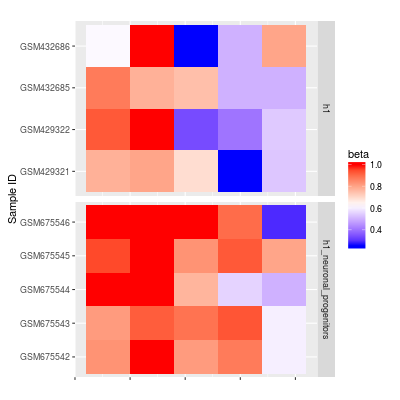 Sample ID
GSM432686
GSM432685
GSM429322
GSM429321
h1
GSM675546
GSM675545
GSM675544
GSM675543
GSM675542
h1_neuronal_progenitors
beta
1.0
0.8
0.6
0.4